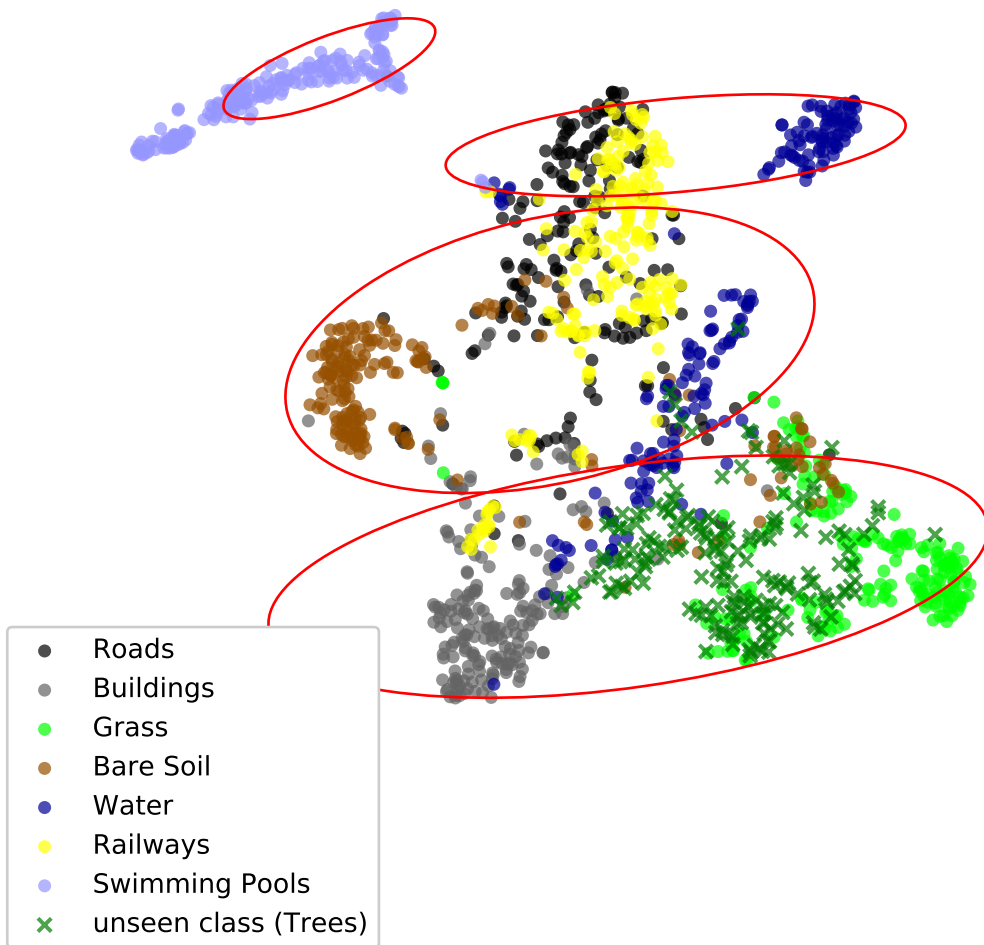 Roads
Buildings
Grass
Bare Soil
Water
Railways
Swimming Pools
unseen class (Trees)